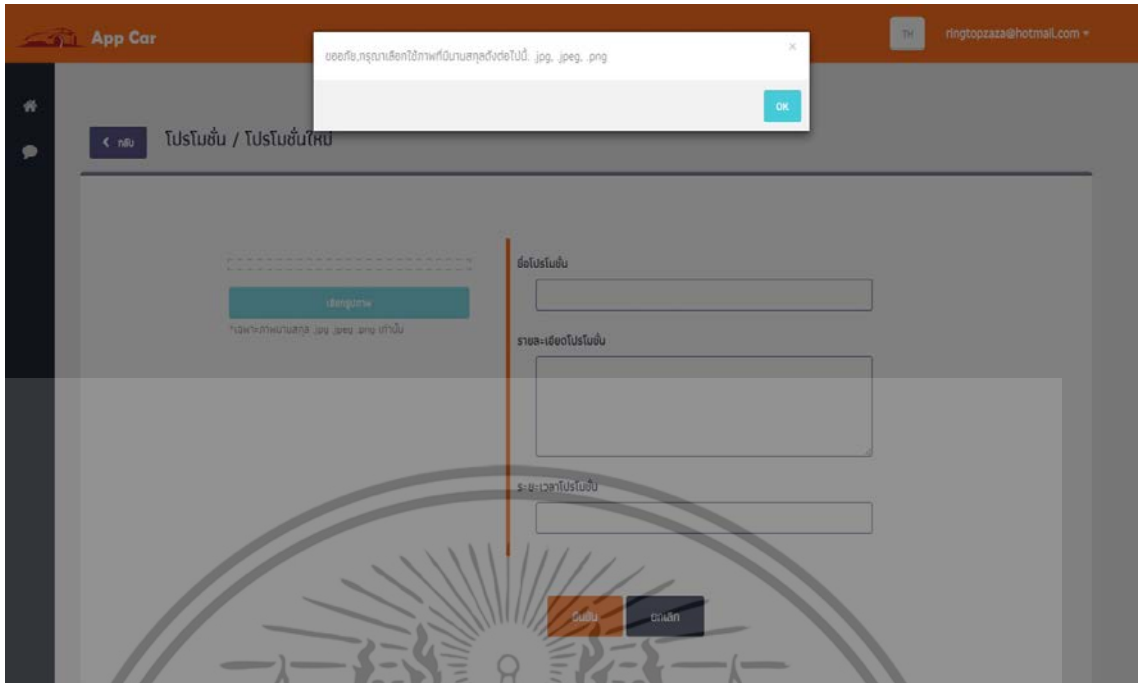 App Car
TH
ringtopzaza@hotmail.com
ขออภัย,กรุณาเลือกใช้ภาพที่มีนามสกุลดังต่อไปนี้: .jpg, .jpeg, .png
×
OK
กลับ
โปรโมชั่น / โปรโมชั่นใหม่
ชื่อโปรโมชั่น
เลือกรูปภาพ
*เฉพาะภาพนามสกุล .jpg .jpeg .png เท่านั้น
รายละเอียดโปรโมชั่น
ระยะเวลาโปรโมชั่น
ยืนยัน
ยกเลิก